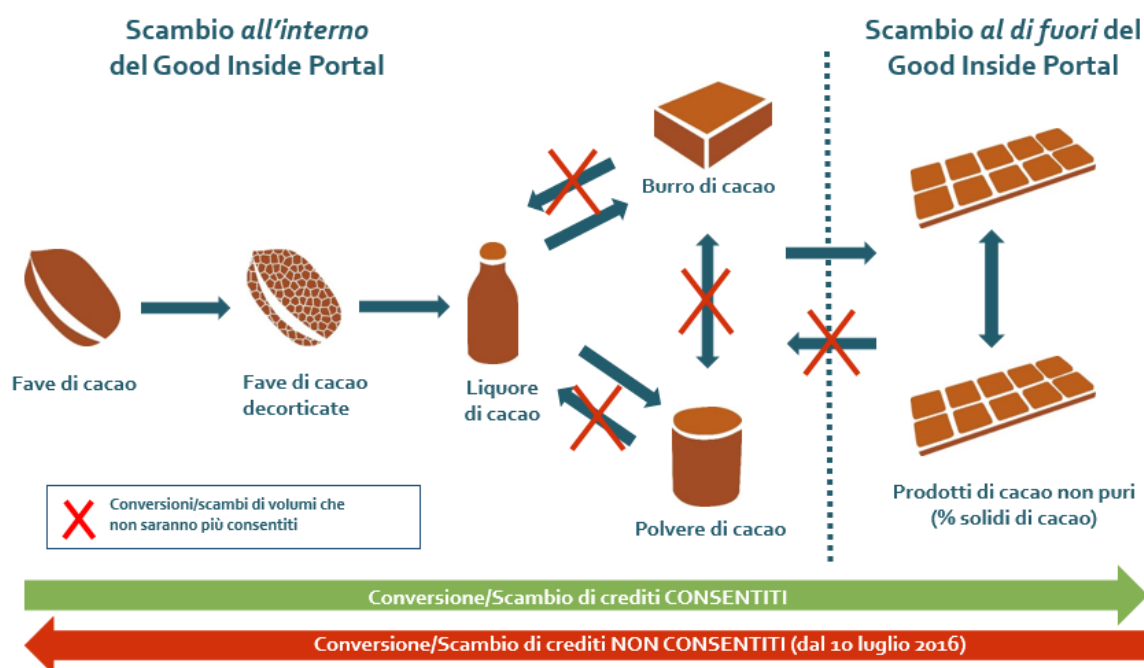 Scambio all'interno
del Good Inside Portal
Scambio al di fuori del
Good Inside Portal
Burro di cacao
Fave di cacao
Fave di cacao
decorticate
Liquore
di cacao
Polvere di cacao
Prodotti di cacao non puri
(% solidi di cacao)
Conversioni/scambi di volumi che
non saranno più consentiti
Conversione/Scambio di crediti CONSENTITI
Conversione/Scambio di crediti NON CONSENTITI (dal 10 luglio 2016)